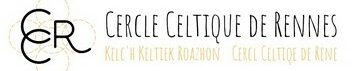 CCR
CERCLE CELTIQUE DE RENNES
KELC'H KELTIEK ROAZHON CERCL CELTIQE DE RENE